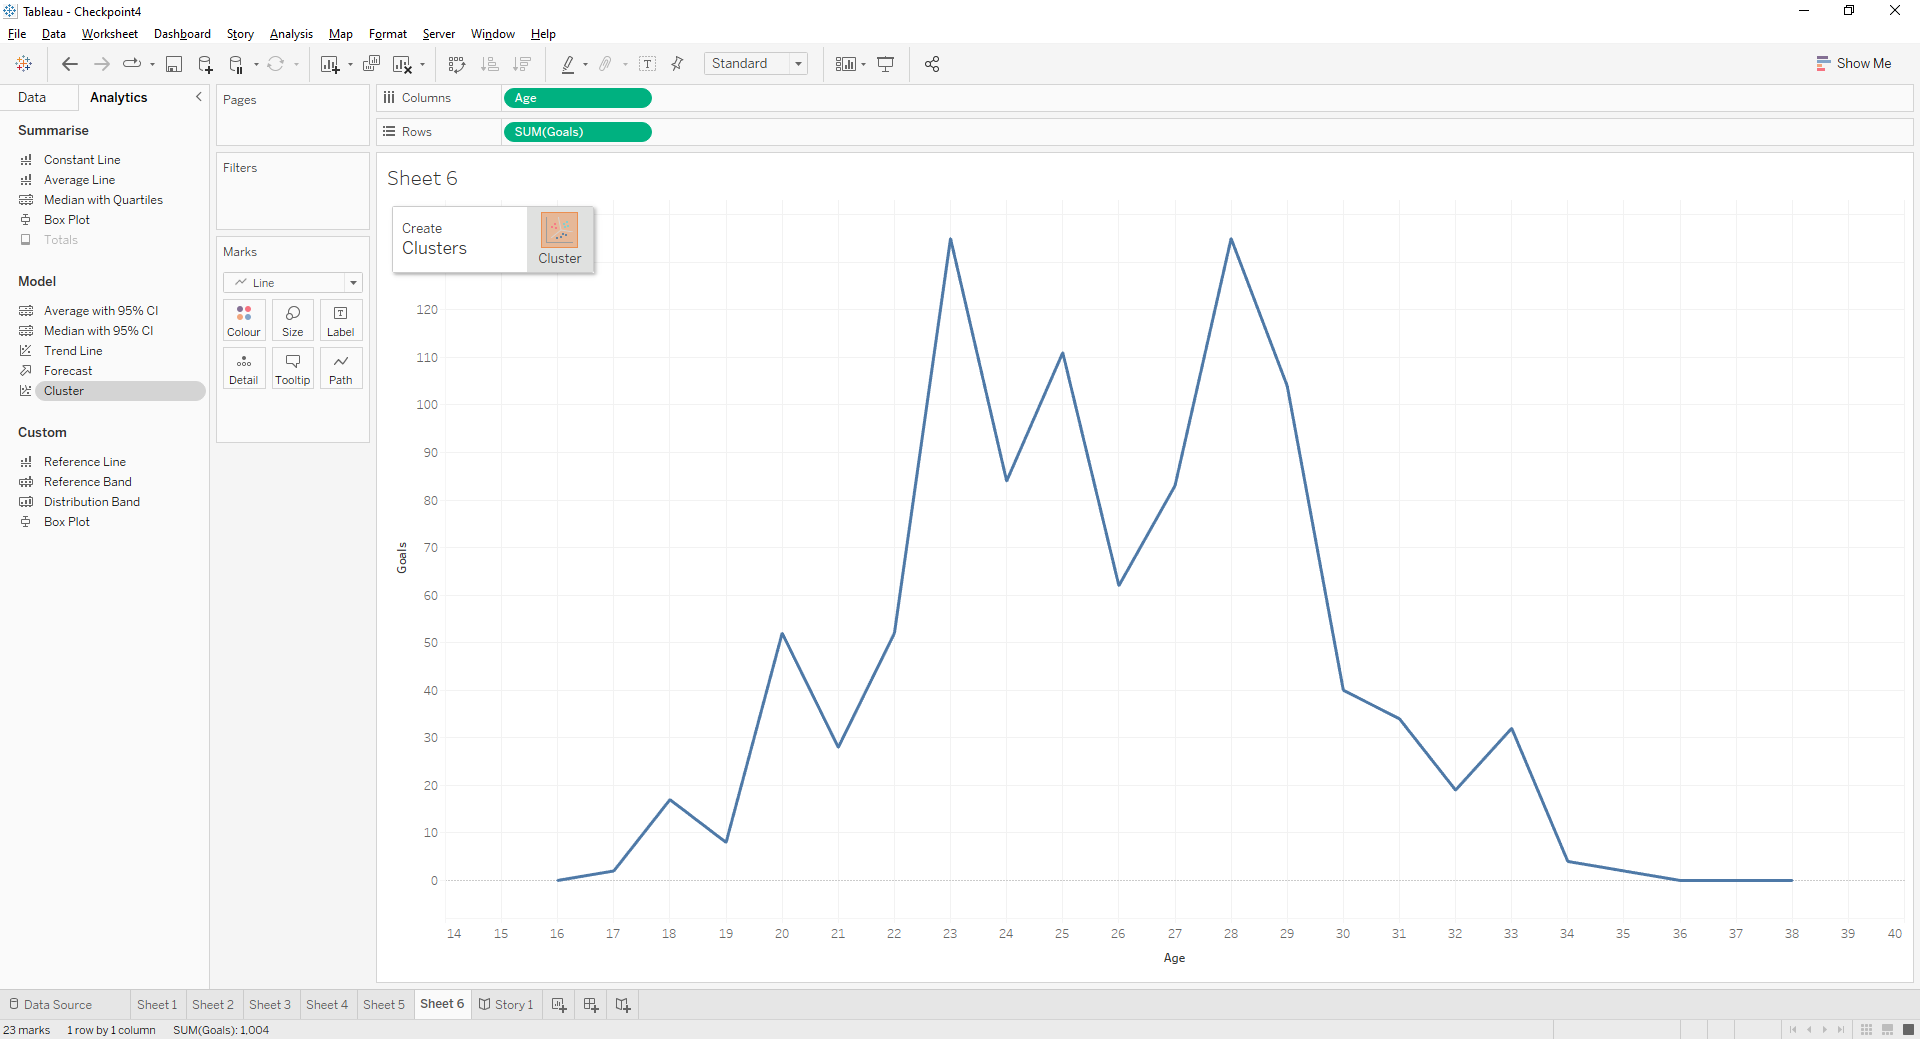 Tableau - Checkpoint4
File Data Worksheet Dashboard Story Analysis Map Format Server Window Help
Standard
Show Me
Data Analytics
Summarise
Constant Line
Average Line
Median with Quartiles
Box Plot
Totals
Model
Average with 95% CI
Median with 95% CI
Trend Line
Forecast
Cluster
Custom
Reference Line
Reference Band
Distribution Band
Box Plot
Pages
Filters
Marks
Line
Colour Size Label
Detail Tooltip Path
Columns Age
Rows SUM(Goals)
Sheet 6
Create
Clusters
Cluster
120
110
100
90
80
70
60
50
40
30
20
10
0
Goals
14 15 16 17 18 19 20 21 22 23 24 25 26 27 28 29 30 31 32 33 34 35 36 37 38 39 40
Age
Data Source Sheet 1 Sheet 2 Sheet 3 Sheet 4 Sheet 5 Sheet 6 Story 1
23 marks 1 row by 1 column SUM(Goals): 1,004